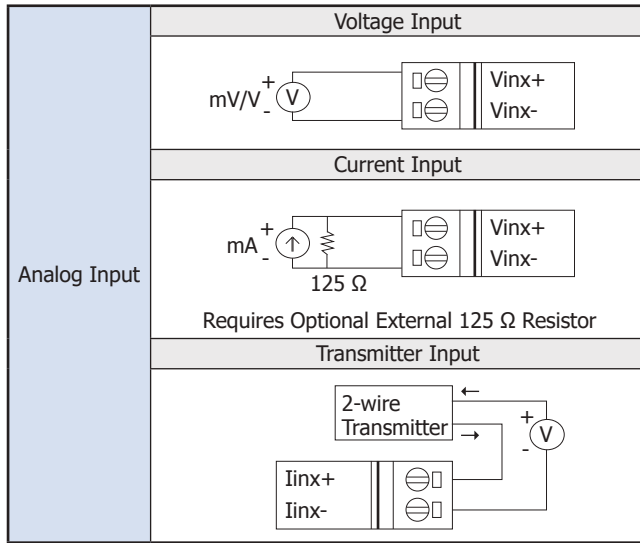 Analog Input
Voltage Input
mV/V
+
-
V
Vinx+
Vinx-
Current Input
mA
+
-
125 Ω
Vinx+
Vinx-
Requires Optional External 125 Ω Resistor
Transmitter Input
2-wire
Transmitter
+
-
V
Iinx+
Iinx-